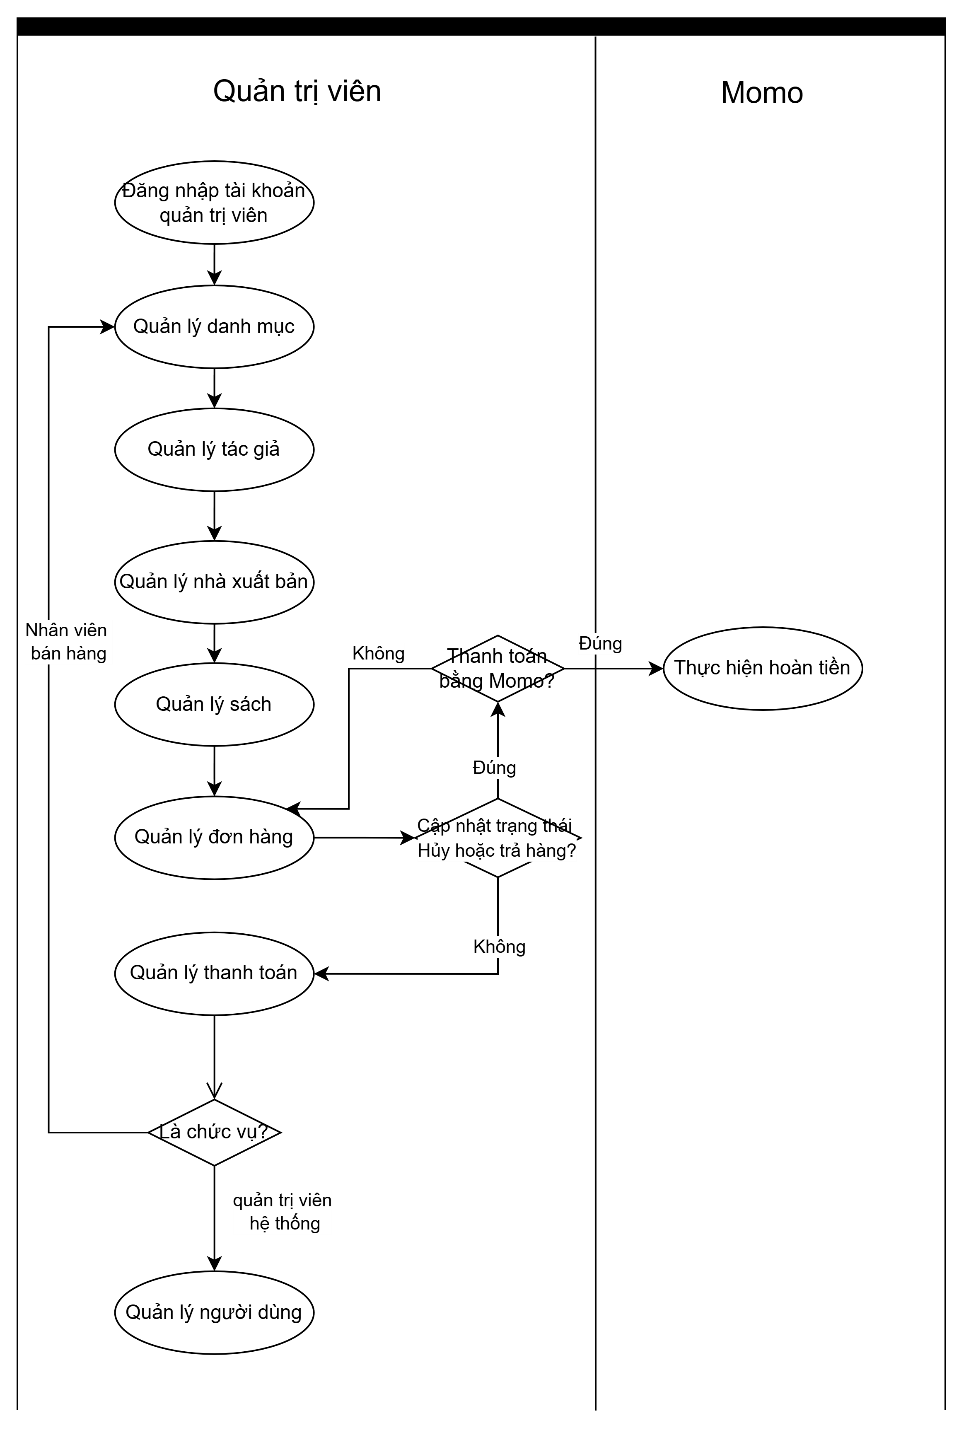 Quản trị viên
Momo
Đăng nhập tài khoản
quản trị viên
Quản lý danh mục
Quản lý tác giả
Quản lý nhà xuất bản
Nhân viên
bán hàng
Không
Thanh toán
bằng Momo?
Đúng
Thực hiện hoàn tiền
Quản lý sách
Đúng
Quản lý đơn hàng
Cập nhật trạng thái
Hủy hoặc trả hàng?
Không
Quản lý thanh toán
Là chức vụ?
quản trị viên
hệ thống
Quản lý người dùng